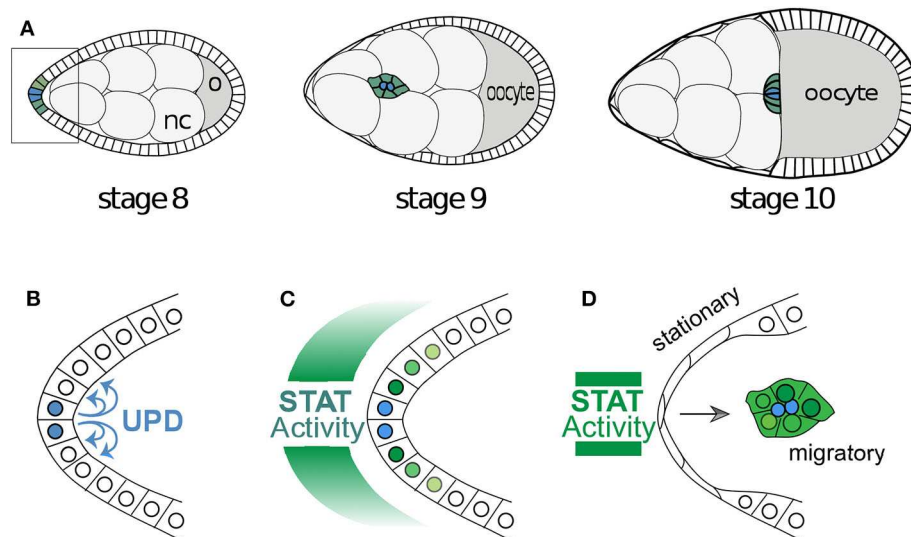 A
nc
o
oocyte
oocyte
stage 8
stage 9
stage 10
B
UPD
C
STAT
Activity
D
stationary
STAT
Activity
migratory